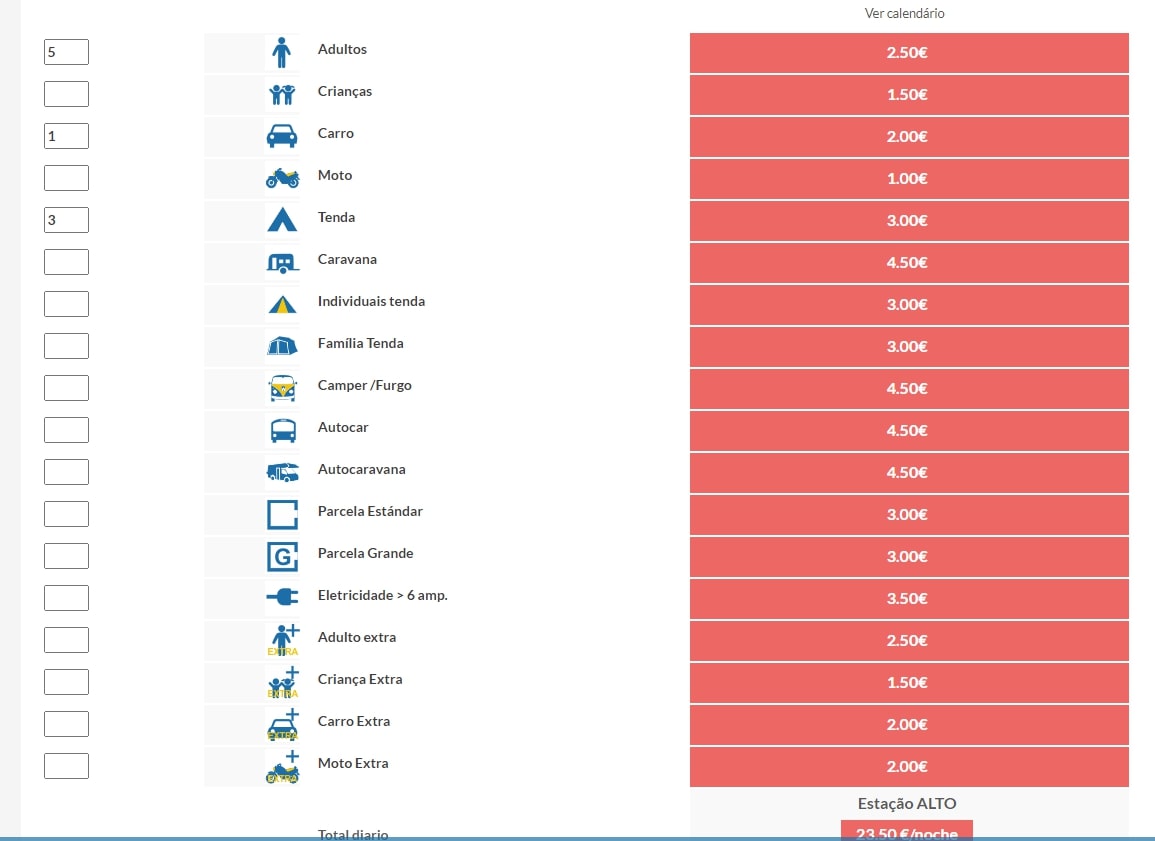 Ver calendário
5 Adultos 2.50€
Crianças 1.50€
1 Carro 2.00€
Moto 1.00€
3 Tenda 3.00€
Caravana 4.50€
Individuais tenda 3.00€
Família Tenda 3.00€
Camper /Furgo 4.50€
Autocar 4.50€
Autocaravana 4.50€
Parcela Estándar 3.00€
G Parcela Grande 3.00€
Eletricidade > 6 amp. 3.50€
EXTRA Adulto extra 2.50€
EXTRA Criança Extra 1.50€
EXTRA Carro Extra 2.00€
EXTRA Moto Extra 2.00€
Estação ALTO
Total diario 23.50 €/noche